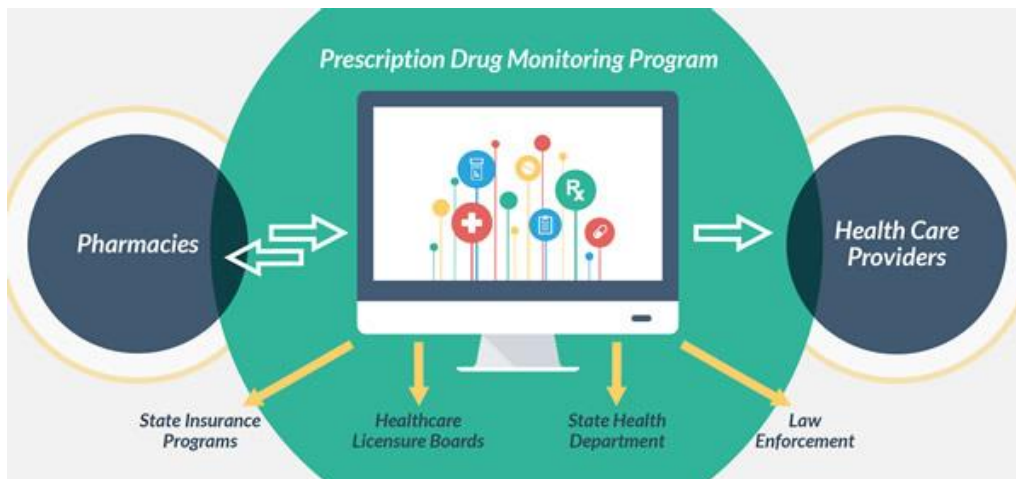 Prescription Drug Monitoring Program
Rx
Pharmacies
Health Care
Providers
State Insurance
Programs
Healthcare
Licensure Boards
State Health
Department
Law
Enforcement